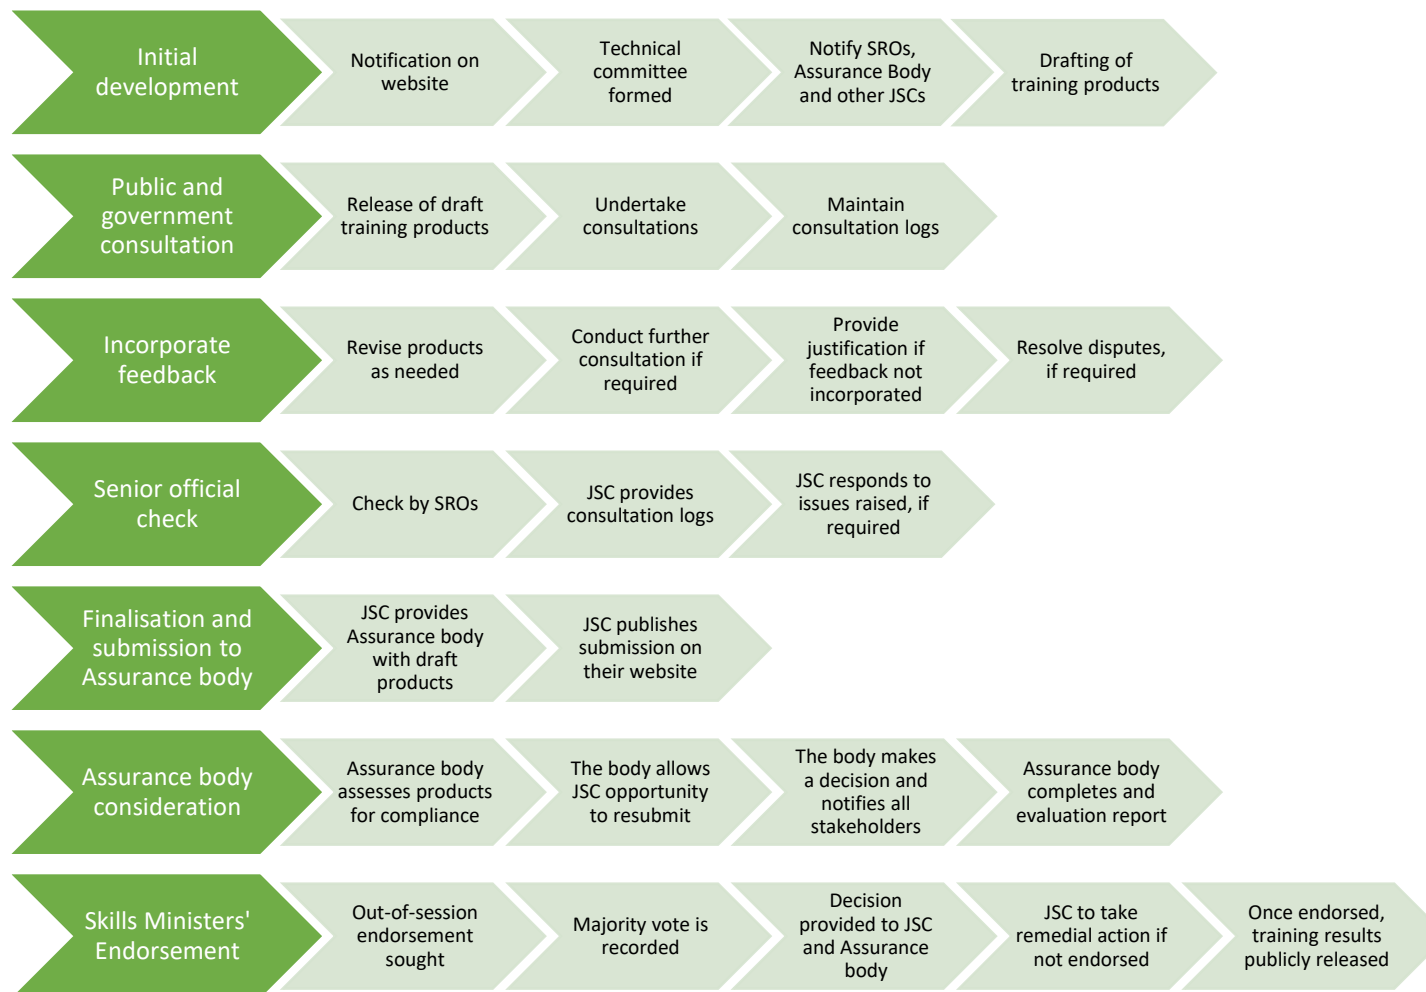 Initial
development
Notification on
website
Technical
committee
formed
Notify SROs,
Assurance Body
and other JSCs
Drafting of
training products
Public and
government
consultation
Release of draft
training products
Undertake
consultations
Maintain
consultation logs
Incorporate
feedback
Revise products
as needed
Conduct further
consultation if
required
Provide
justification if
feedback not
incorporated
Resolve disputes,
if required
Senior official
check
Check by SROs
JSC provides
consultation logs
JSC responds to
issues raised, if
required
Finalisation and
submission to
Assurance body
JSC provides
Assurance body
with draft
products
JSC publishes
submission on
their website
Assurance body
consideration
Assurance body
assesses products
for compliance
The body allows
JSC opportunity
to resubmit
The body makes
a decision and
notifies all
stakeholders
Assurance body
completes and
evaluation report
Skills Ministers'
Endorsement
Out-of-session
endorsement
sought
Majority vote is
recorded
Decision
provided to JSC
and Assurance
body
JSC to take
remedial action if
not endorsed
Once endorsed,
training results
publicly released